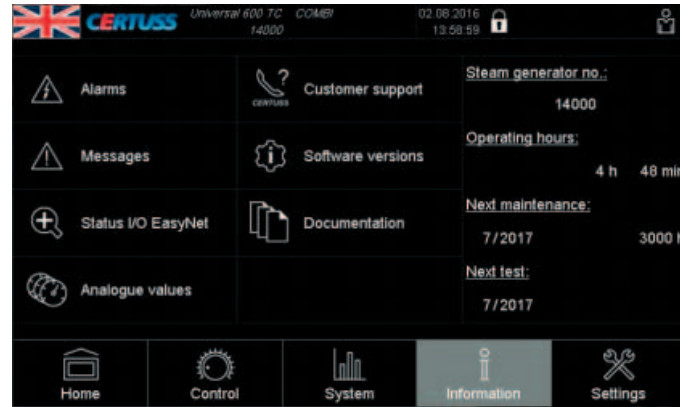 CERTUSS
Universal 600 TC COMBI
14000
02.08.2016
13:58:59
Alarms
Messages
Status I/O EasyNet
Analogue values
?
CERTUSS
Customer support
Software versions
Documentation
Steam generator no.:
14000
Operating hours:
4 h 48 min
Next maintenance:
7/2017 3000 h
Next test:
7/2017
Home
Control
System
Information
Settings